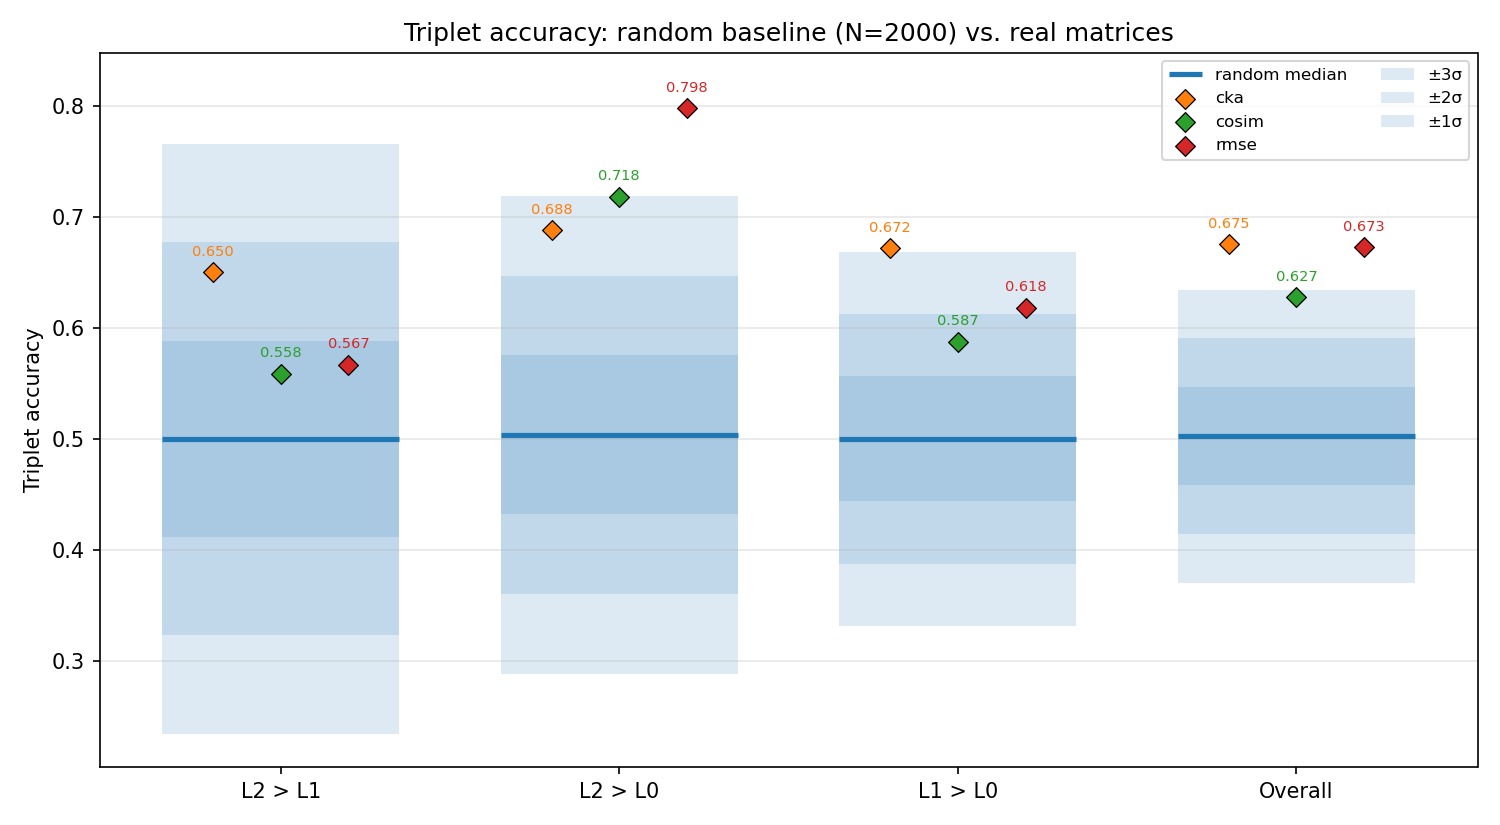 Triplet accuracy: random baseline (N=2000) vs. real matrices
random median
cka
cosim
rmse
±3σ
±2σ
±1σ
Triplet accuracy
0.8
0.7
0.6
0.5
0.4
0.3
0.650
0.558
0.567
0.688
0.718
0.798
0.672
0.587
0.618
0.675
0.627
0.673
L2 > L1
L2 > L0
L1 > L0
Overall